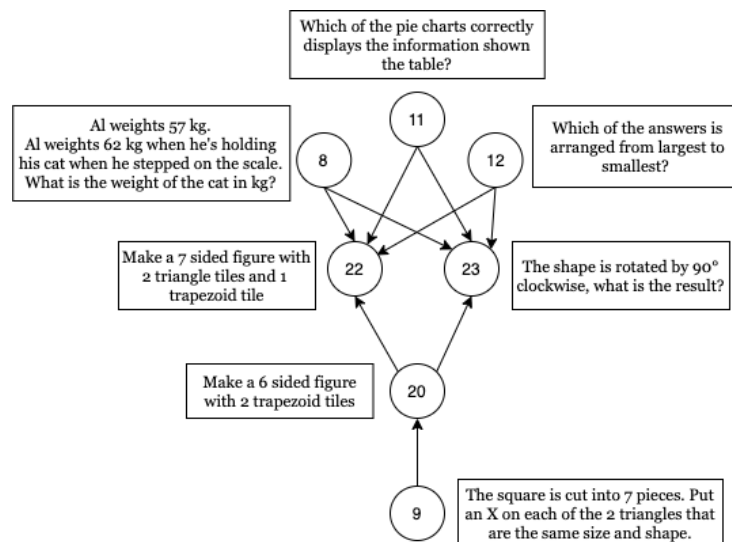 Which of the pie charts correctly
displays the information shown
the table?
Al weights 57 kg.
Al weights 62 kg when he's holding
his cat when he stepped on the scale.
What is the weight of the cat in kg?
8
11
12
Which of the answers is
arranged from largest to
smallest?
Make a 7 sided figure with
2 triangle tiles and 1
trapezoid tile
22
23
The shape is rotated by 90°
clockwise, what is the result?
Make a 6 sided figure
with 2 trapezoid tiles
20
9
The square is cut into 7 pieces. Put
an X on each of the 2 triangles that
are the same size and shape.